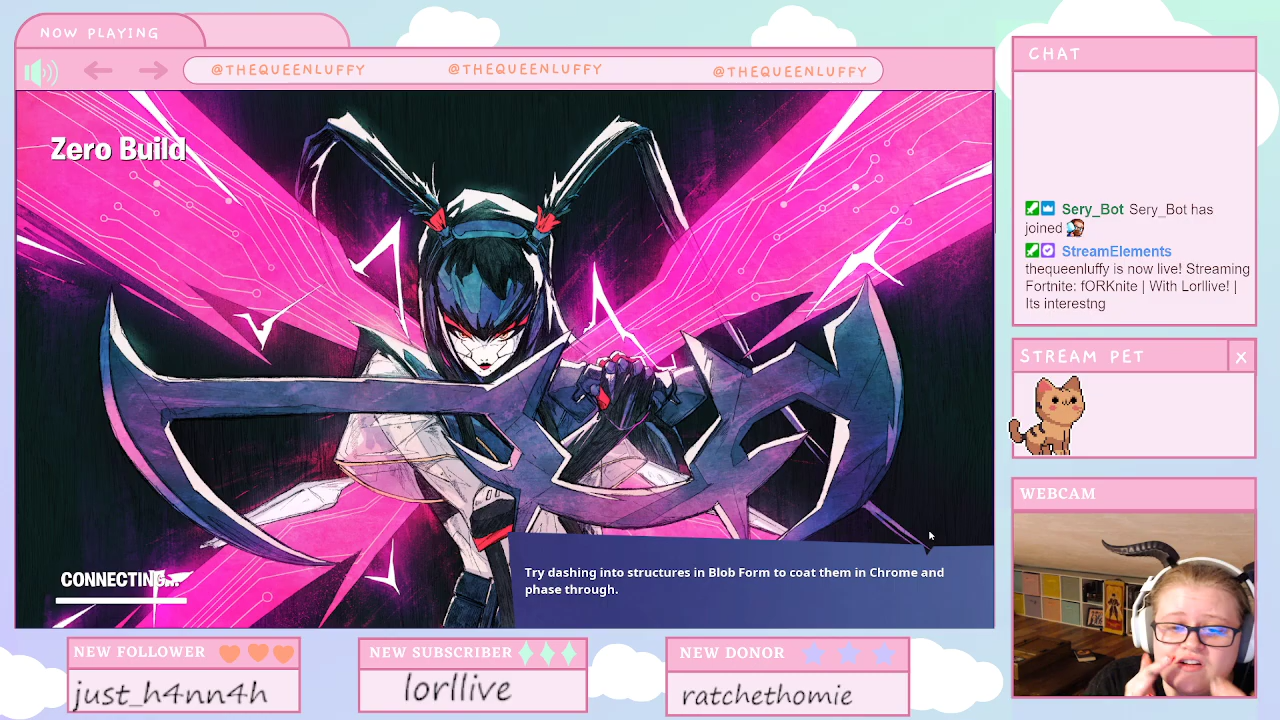 NOW PLAYING
@THEQUEENLUFFY @THEQUEENLUFFY @THEQUEENLUFFY
Zero Build
CONNECTING...
Try dashing into structures in Blob Form to coat them in Chrome and
phase through.
CHAT
Sery_Bot Sery_Bot has
joined
StreamElements
thequeenluffy is now live! Streaming
Fortnite: fORKnite | With Lorllive! |
Its interestng
STREAM PET X
WEBCAM
NEW FOLLOWER
just_h4nn4h
NEW SUBSCRIBER
lorllive
NEW DONOR
ratchethomie